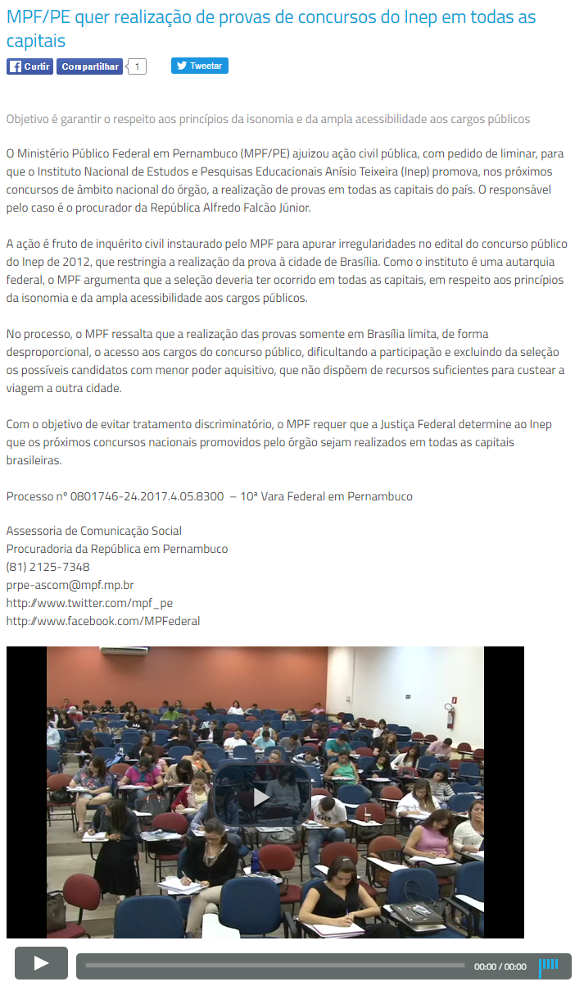 MPF/PE quer realização de provas de concursos do Inep em todas as
capitais
Curtir Compartilhar 1 Tweetar
Objetivo é garantir o respeito aos princípios da isonomia e da ampla acessibilidade aos cargos públicos
O Ministério Público Federal em Pernambuco (MPF/PE) ajuizou ação civil pública, com pedido de liminar, para
que o Instituto Nacional de Estudos e Pesquisas Educacionais Anísio Teixeira (Inep) promova, nos próximos
concursos de âmbito nacional do órgão, a realização de provas em todas as capitais do país. O responsável
pelo caso é o procurador da República Alfredo Falcão Júnior.
A ação é fruto de inquérito civil instaurado pelo MPF para apurar irregularidades no edital do concurso público
do Inep de 2012, que restringia a realização da prova à cidade de Brasília. Como o instituto é uma autarquia
federal, o MPF argumenta que a seleção deveria ter ocorrido em todas as capitais, em respeito aos princípios
da isonomia e da ampla acessibilidade aos cargos públicos.
No processo, o MPF ressalta que a realização das provas somente em Brasília limita, de forma
desproporcional, o acesso aos cargos do concurso público, dificultando a participação e excluindo da seleção
os possíveis candidatos com menor poder aquisitivo, que não dispõem de recursos suficientes para custear a
viagem a outra cidade.
Com o objetivo de evitar tratamento discriminatório, o MPF requer que a Justiça Federal determine ao Inep
que os próximos concursos nacionais promovidos pelo órgão sejam realizados em todas as capitais
brasileiras.
Processo nº 0801746-24.2017.4.05.8300 – 10ª Vara Federal em Pernambuco
Assessoria de Comunicação Social
Procuradoria da República em Pernambuco
(81) 2125-7348
prpe-ascom@mpf.mp.br
http://www.twitter.com/mpf_pe
http://www.facebook.com/MPFederal
00:00 / 00:00